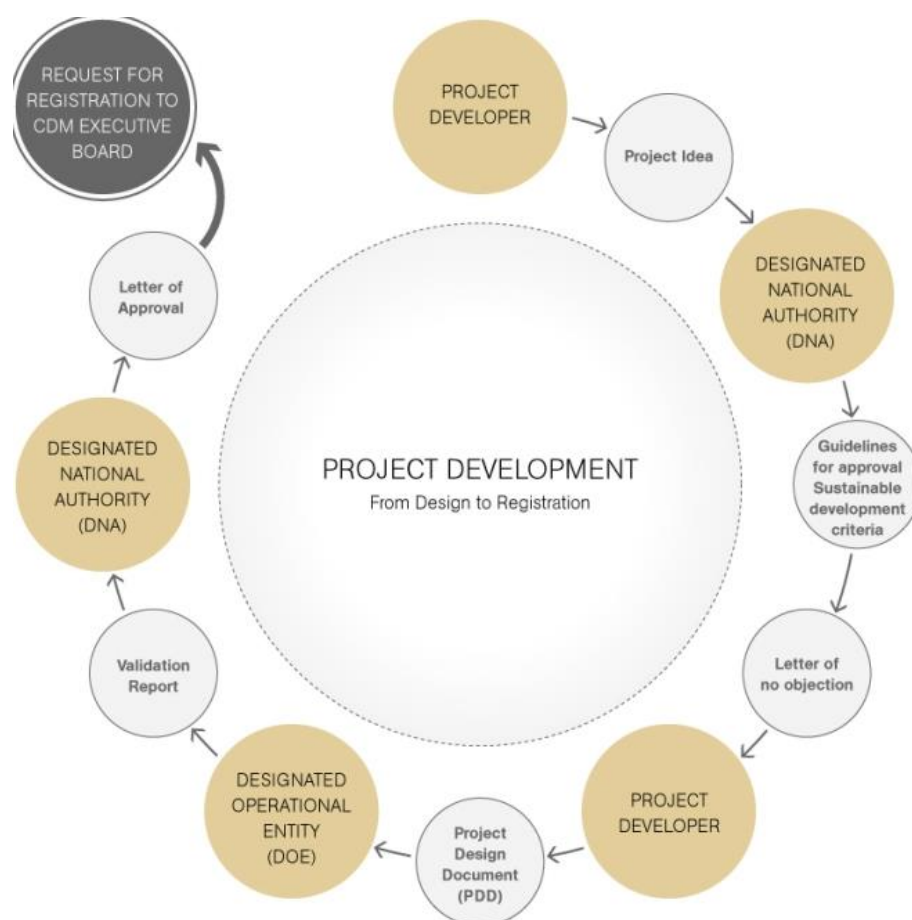 PROJECT
DEVELOPER
Project Idea
DESIGNATED
NATIONAL
AUTHORITY
(DNA)
Guidelines
for approval
Sustainable
development
criteria
Letter of
no objection
PROJECT
DEVELOPER
Project
Design
Document
(PDD)
DESIGNATED
OPERATIONAL
ENTITY
(DOE)
Validation
Report
DESIGNATED
NATIONAL
AUTHORITY
(DNA)
Letter of
Approval
REQUEST FOR
REGISTRATION TO
CDM EXECUTIVE
BOARD
PROJECT DEVELOPMENT
From Design to Registration